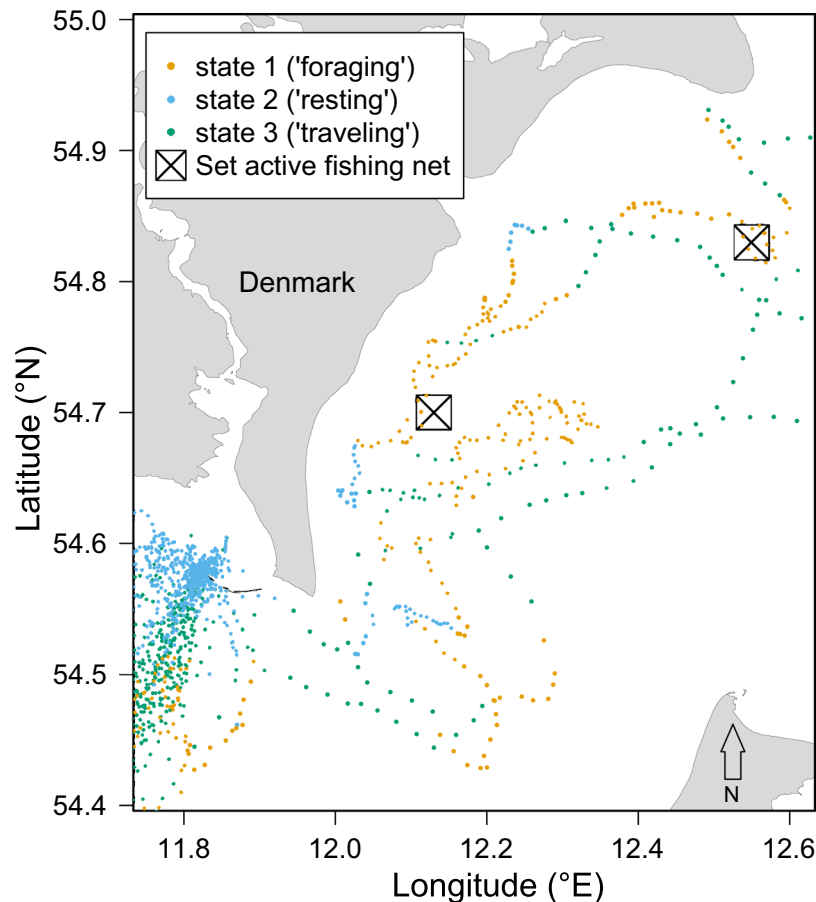 55.0
54.9
54.8
54.7
54.6
54.5
54.4
Latitude (°N)
state 1 ('foraging')
state 2 ('resting')
state 3 ('traveling')
Set active fishing net
Denmark
N
11.8 12.0 12.2 12.4 12.6
Longitude (°E)